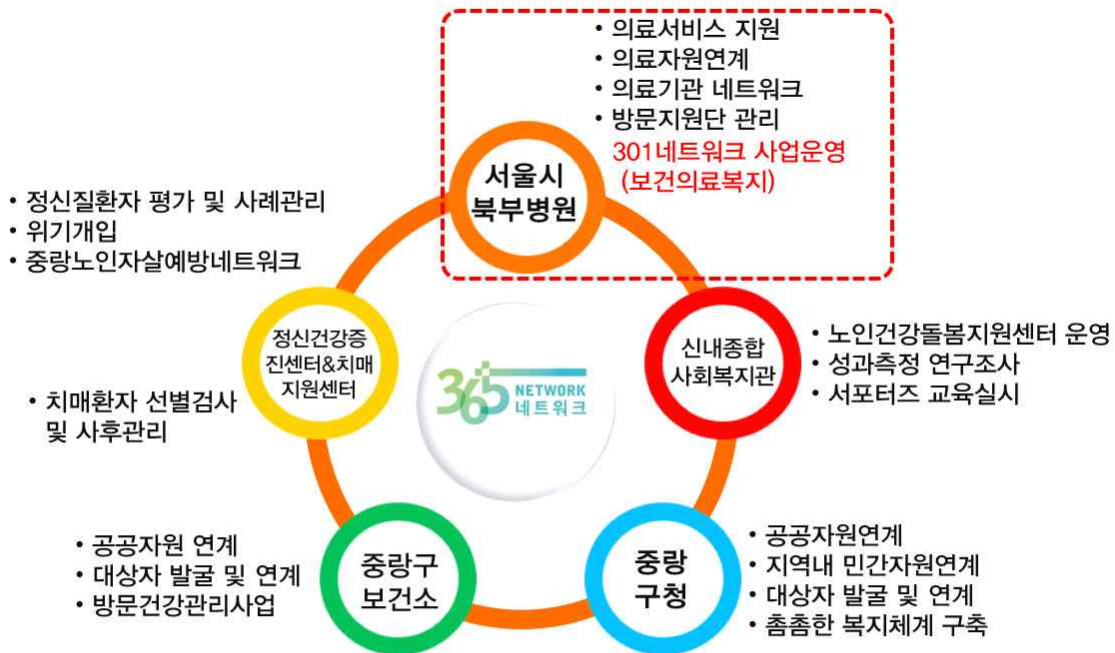 • 의료서비스 지원
• 의료자원연계
• 의료기관 네트워크
• 방문지원단 관리
301네트워크 사업운영
(보건의료복지)
서울시
북부병원
• 정신질환자 평가 및 사례관리
• 위기개입
• 중랑노인자살예방네트워크
정신건강증
진센터&치매
지원센터
• 치매환자 선별검사
및 사후관리
365 NETWORK
네트워크
신내종합
사회복지관
• 노인건강돌봄지원센터 운영
• 성과측정 연구조사
• 서포터즈 교육실시
• 공공자원 연계
• 대상자 발굴 및 연계
• 방문건강관리사업
중랑구
보건소
중랑
구청
• 공공자원연계
• 지역내 민간자원연계
• 대상자 발굴 및 연계
• 촘촘한 복지체계 구축